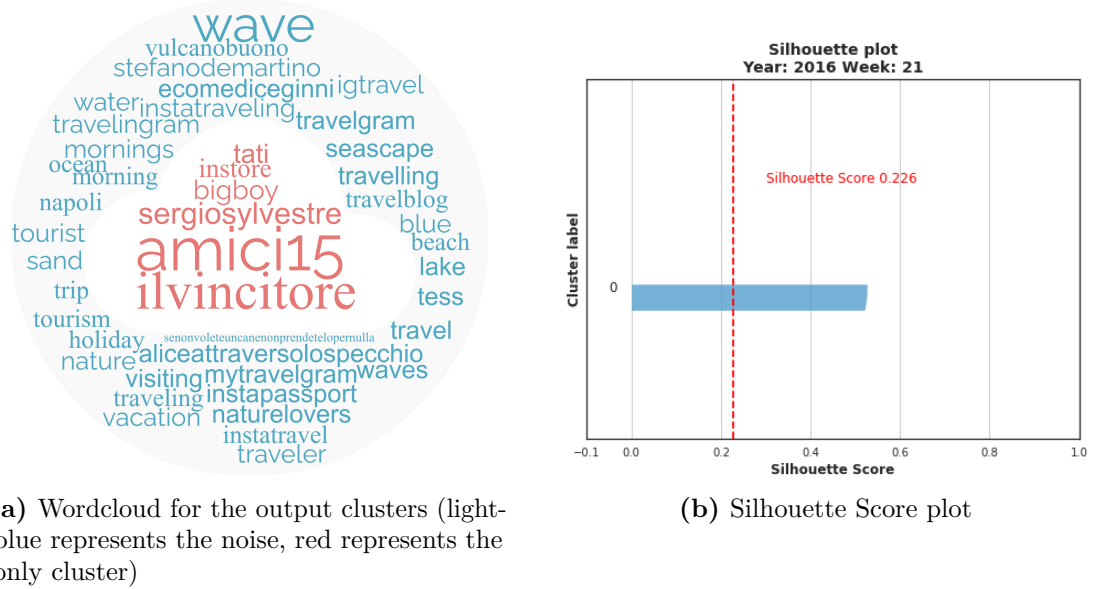 wave
vulcanobuono
stefanodemartino
ecomediceginni igtravel
water instatraveling
travelingram travelgram
mornings tati seascape
ocean instore
morning travelling
bigboy
napoli travelblog
sergiosylvestre
blue
tourist beach
amici15
sand lake
trip ilvincitore tess
tourism
travel
holiday senonvoleteuncanenonprendetelopernulla
nature aliceattraversolospecchio
visiting mytravelgram waves
traveling instapassport
vacation naturelovers
instatravel
traveler
a) Wordcloud for the output clusters (light-
blue represents the noise, red represents the
only cluster)
Silhouette plot
Year: 2016 Week: 21
Silhouette Score 0.226
Cluster label
0
−0.1 0.0 0.2 0.4 0.6 0.8 1.0
Silhouette Score
(b) Silhouette Score plot